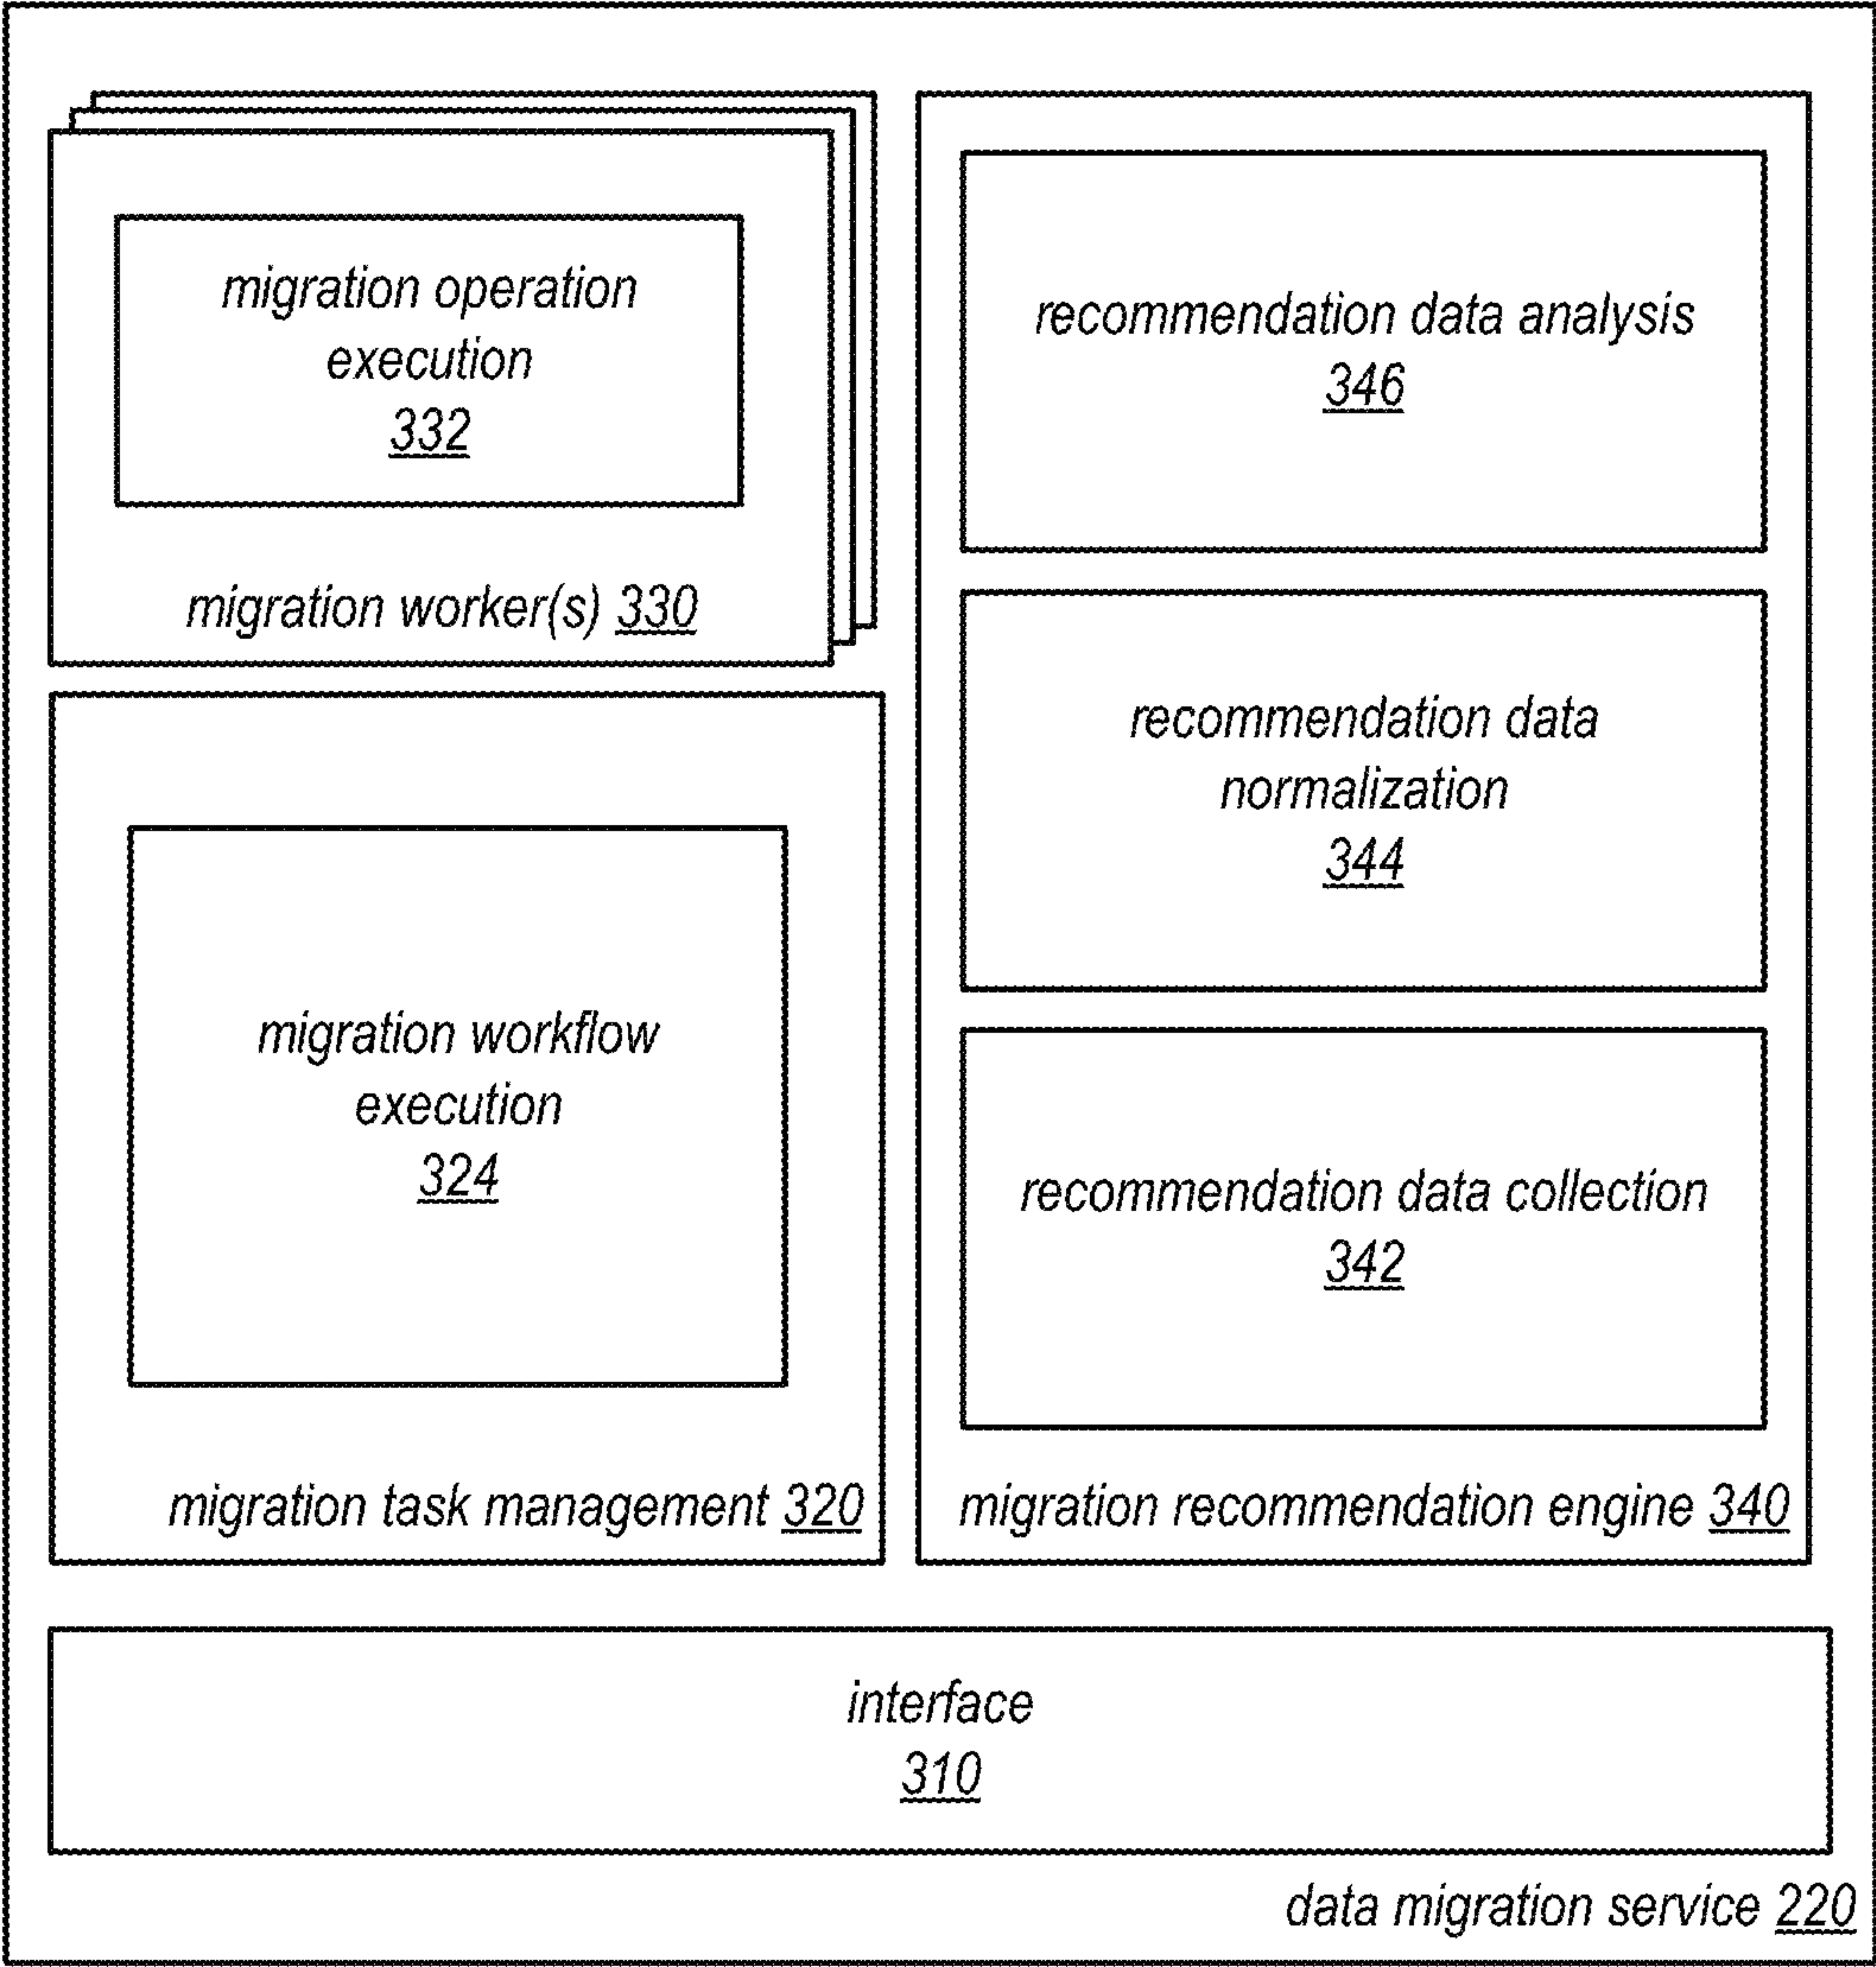 migration operation
execution
332
migration worker(s) 330
migration workflow
execution
324
migration task management 320
recommendation data analysis
346
recommendation data
normalization
344
recommendation data collection
342
migration recommendation engine 340
interface
310
data migration service 220